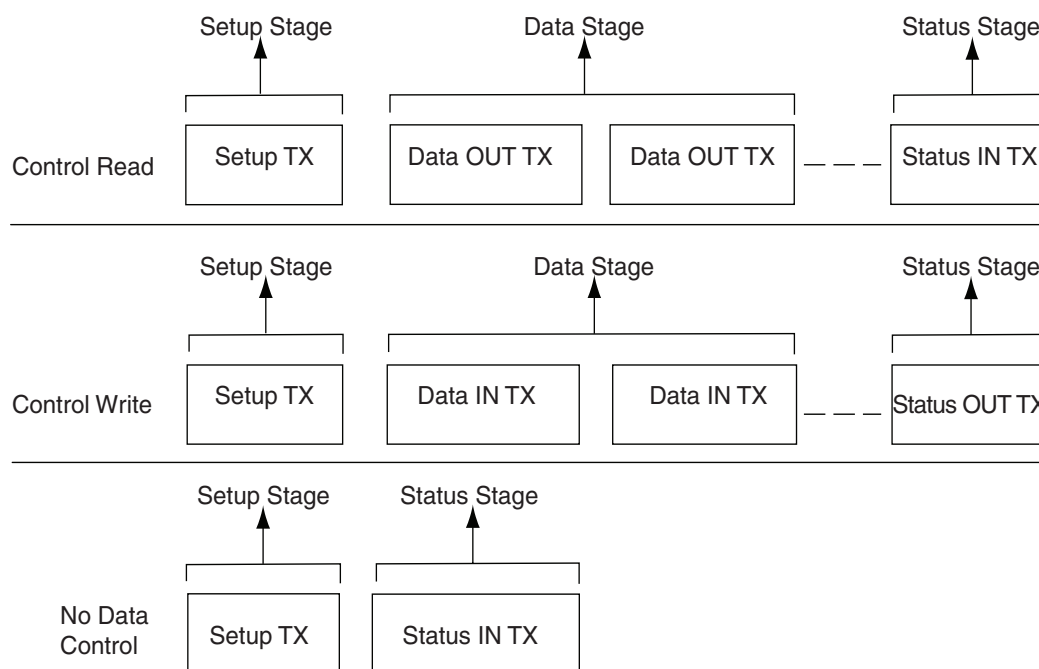 Setup Stage Data Stage Status Stage
Control Read Setup TX Data OUT TX Data OUT TX Status IN TX
Setup Stage Data Stage Status Stage
Control Write Setup TX Data IN TX Data IN TX Status OUT TX
Setup Stage Status Stage
No Data
Control Setup TX Status IN TX